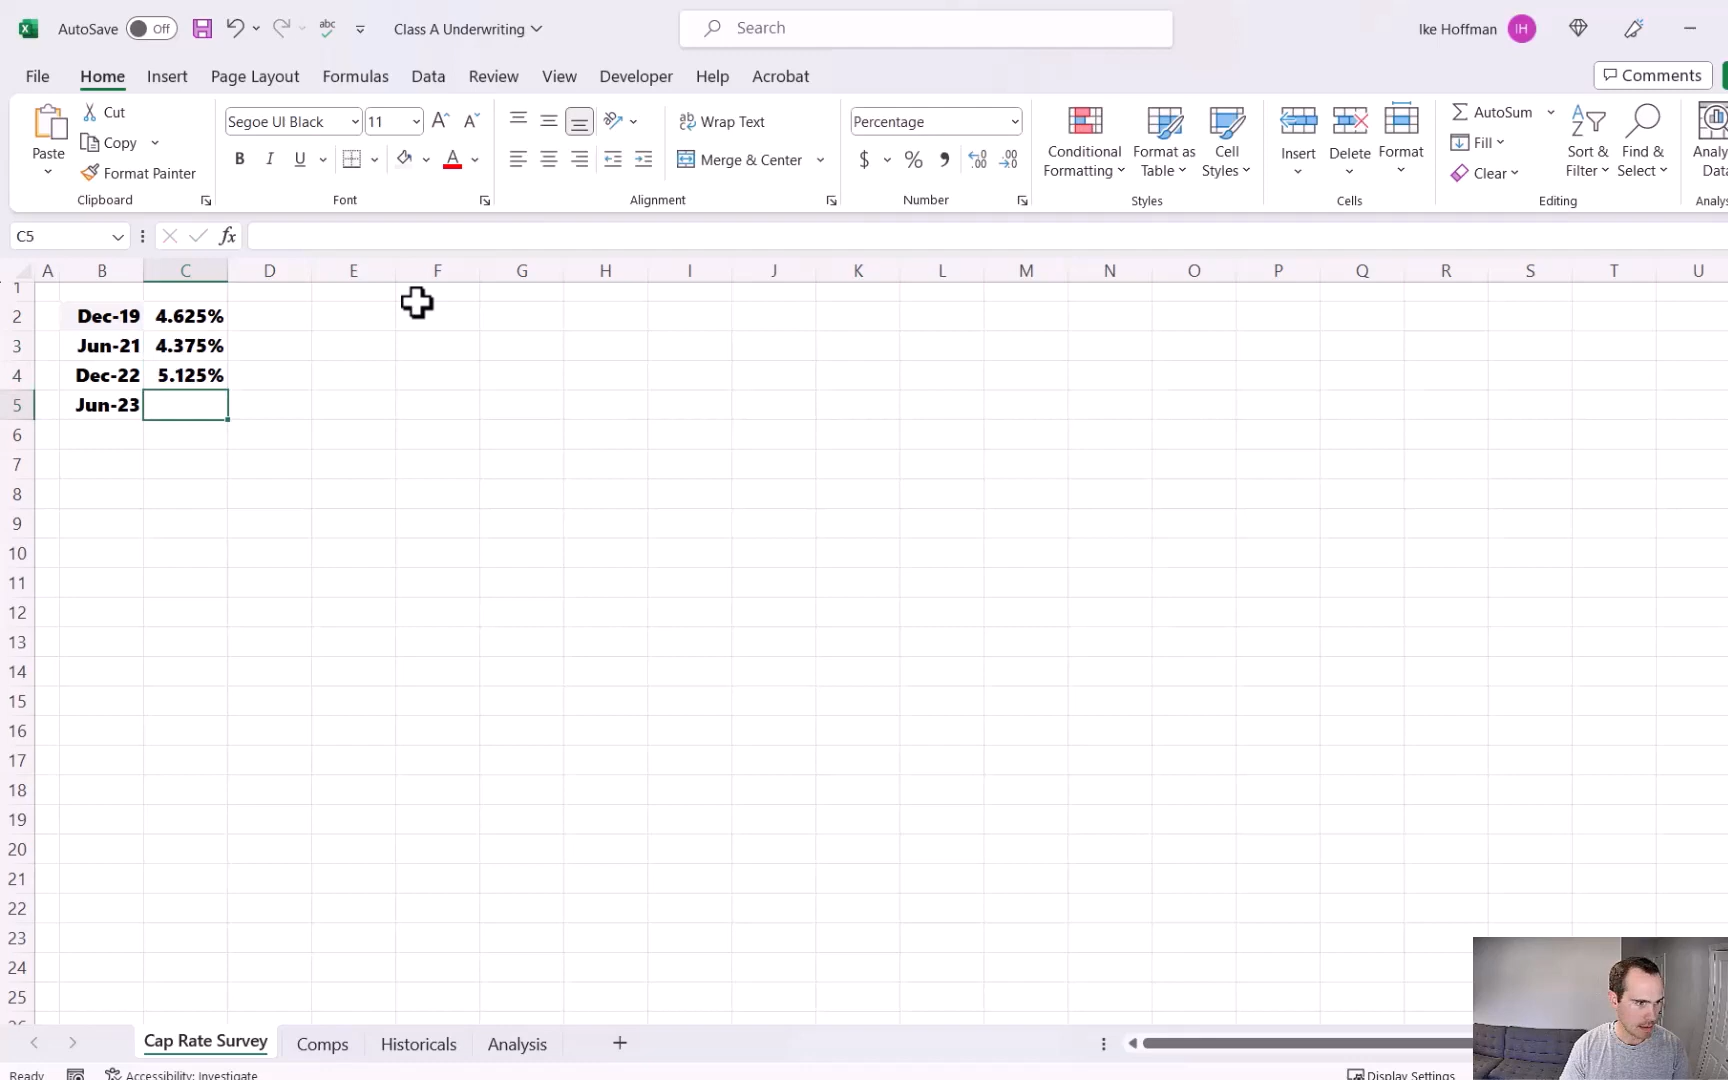 AutoSave Off
Class A Underwriting
Search
Ike Hoffman IH
File Home Insert Page Layout Formulas Data Review View Developer Help Acrobat
Comments
Paste
Cut
Copy
Format Painter
Clipboard
Segoe UI Black 11
B I U A
Font
Wrap Text
Merge & Center
Alignment
Percentage
$ % ,
Number
Conditional Formatting
Format as Table
Cell Styles
Styles
Insert
Delete
Format
Cells
AutoSum
Fill
Clear
Sort & Filter
Find & Select
Editing
Analy
Dat
Analys
C5
fx
A B C D E F G H I J K L M N O P Q R S T U
1
2 Dec-19 4.625%
3 Jun-21 4.375%
4 Dec-22 5.125%
5 Jun-23
6
7
8
9
10
11
12
13
14
15
16
17
18
19
20
21
22
23
24
25
Cap Rate Survey Comps Historicals Analysis
Ready Accessibility: Investigate Display Settings